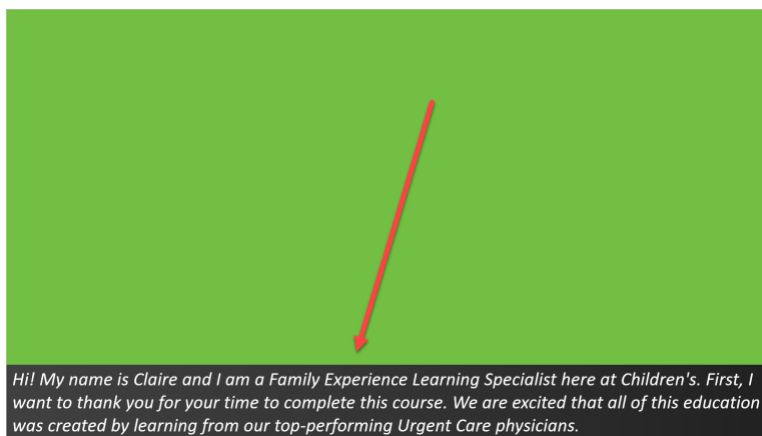 Hi! My name is Claire and I am a Family Experience Learning Specialist here at Children's. First, I
want to thank you for your time to complete this course. We are excited that all of this education
was created by learning from our top-performing Urgent Care physicians.